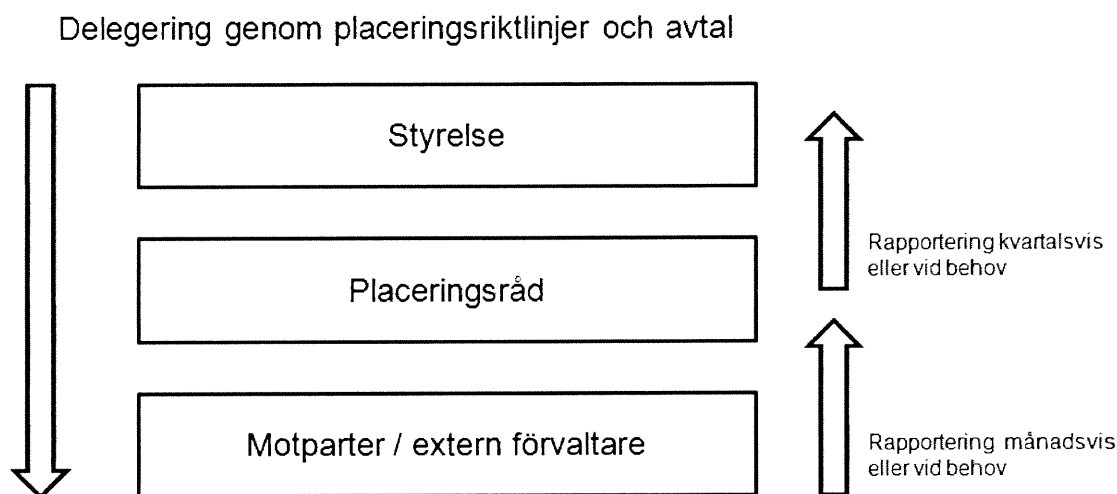 Delegering genom placeringsriktlinjer och avtal
Styrelse
Rapportering kvartalsvis
eller vid behov
Placeringsråd
Motparter / extern förvaltare
Rapportering månadsvis
eller vid behov